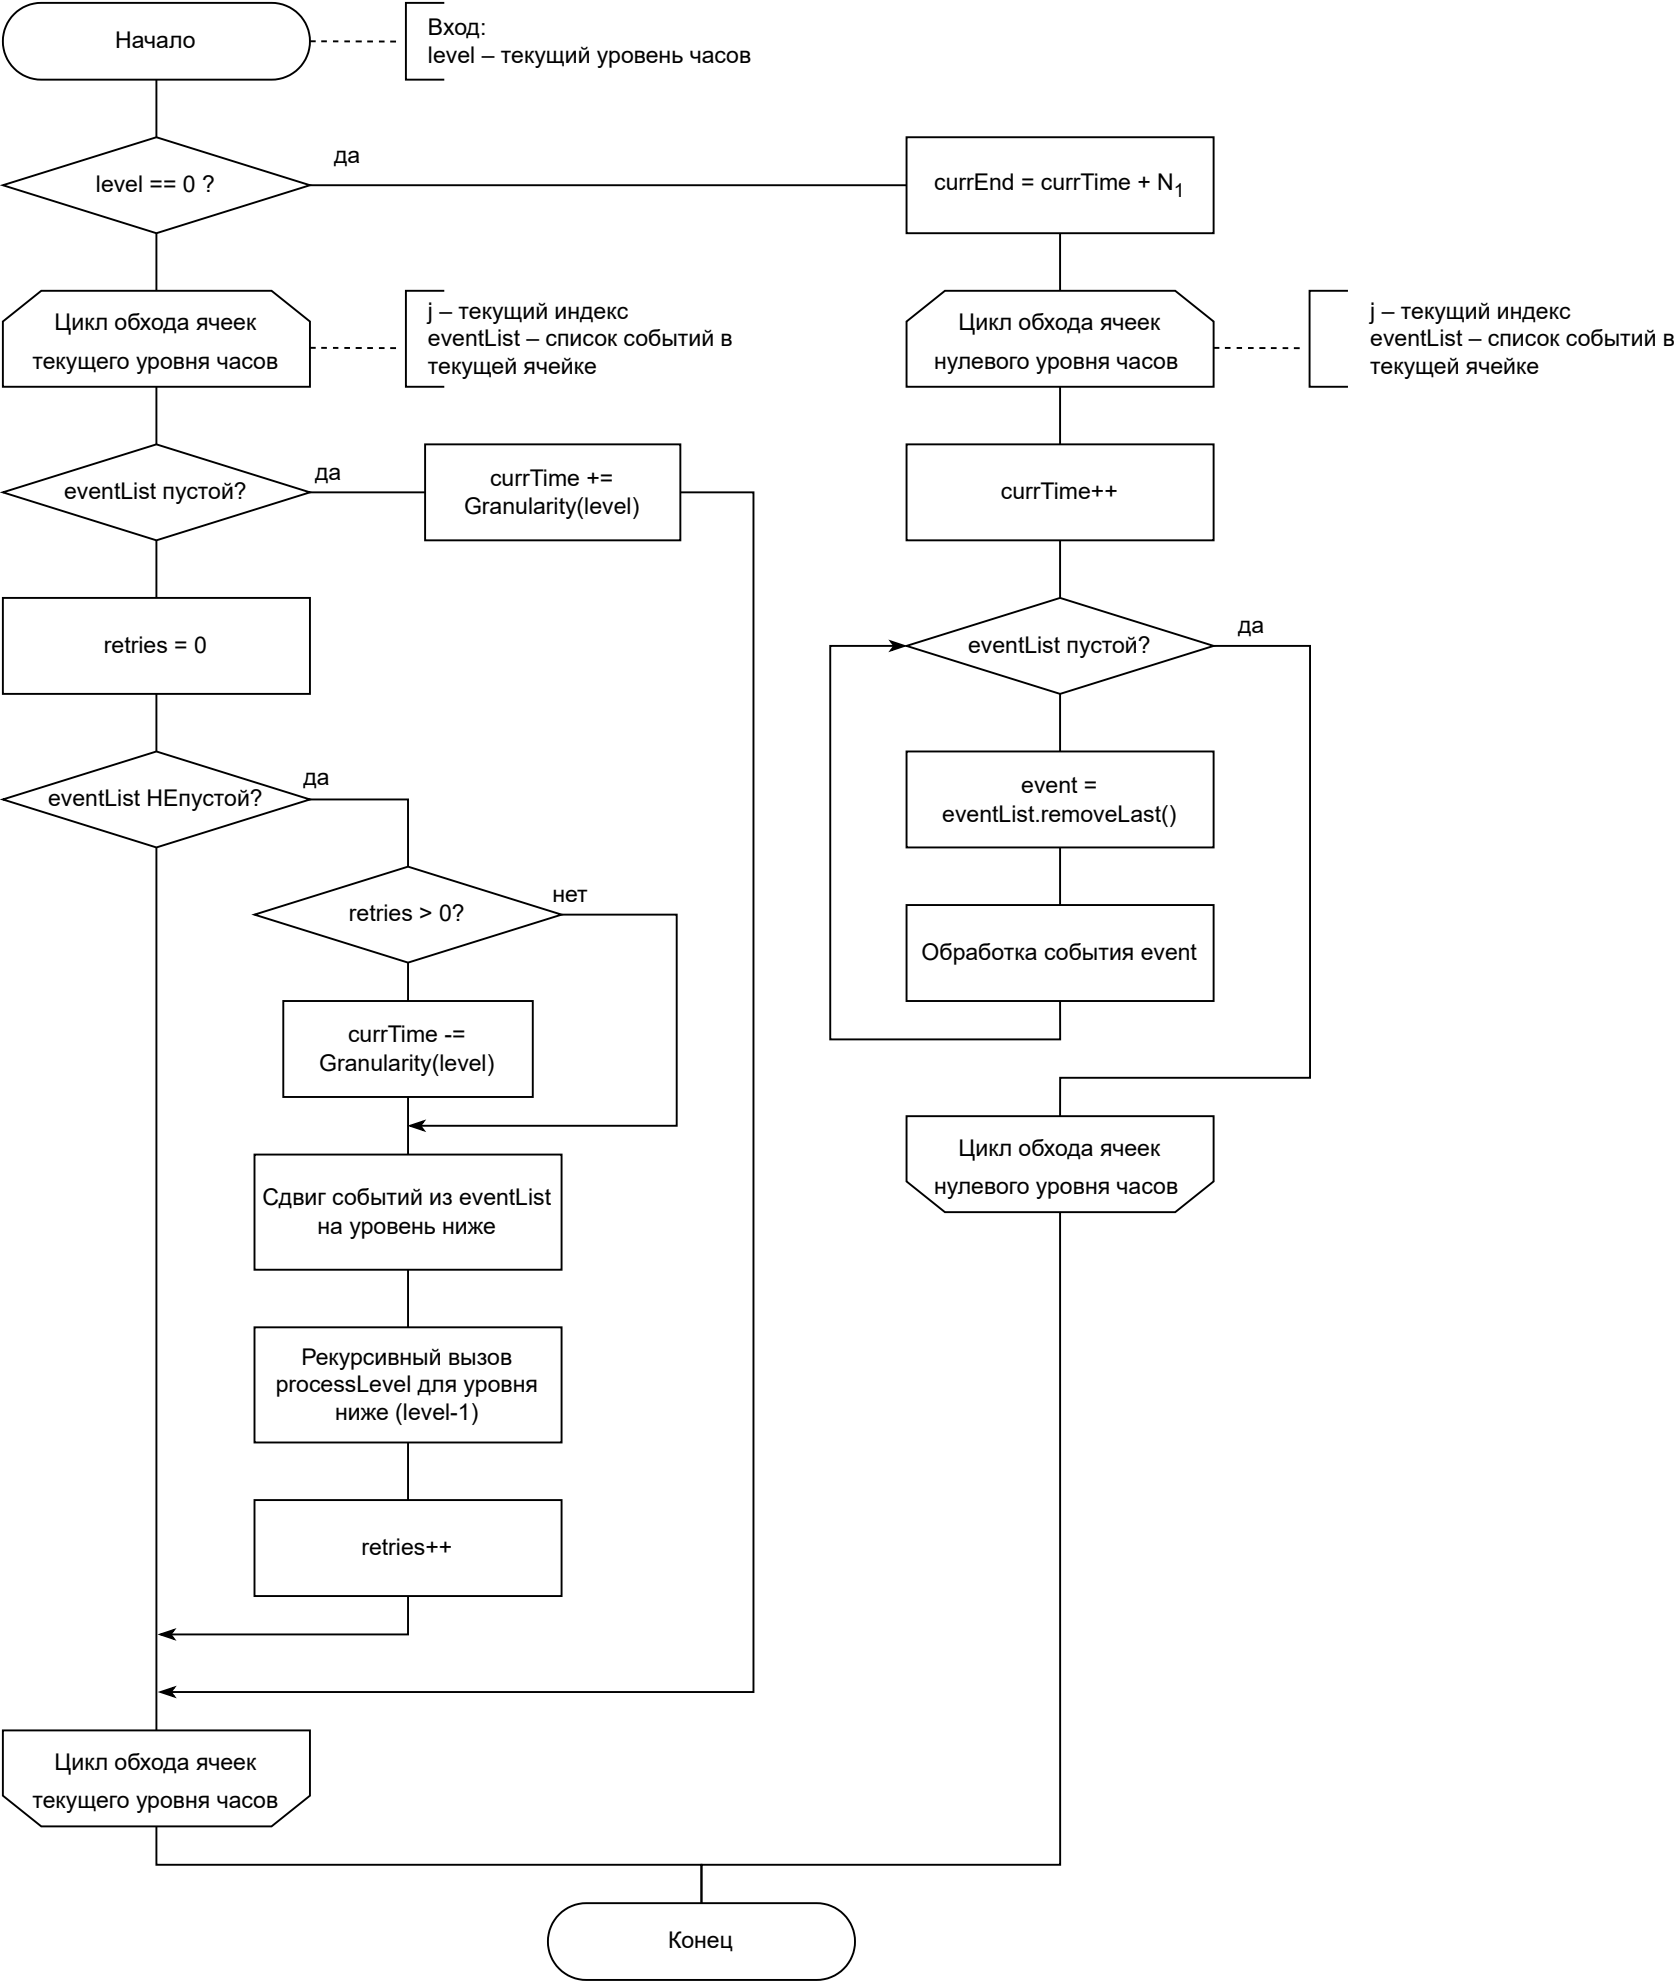 Начало
Вход:
level – текущий уровень часов
level == 0 ?
да
currEnd = currTime + N1
Цикл обхода ячеек
текущего уровня часов
j – текущий индекс
eventList – список событий в
текущей ячейке
Цикл обхода ячеек
нулевого уровня часов
j – текущий индекс
eventList – список событий в
текущей ячейке
eventList пустой?
да
currTime +=
Granularity(level)
currTime++
retries = 0
eventList пустой?
да
eventList НЕпустой?
да
event =
eventList.removeLast()
retries > 0?
нет
Обработка события event
currTime -=
Granularity(level)
Сдвиг событий из eventList
на уровень ниже
Цикл обхода ячеек
нулевого уровня часов
Рекурсивный вызов
processLevel для уровня
ниже (level-1)
retries++
Цикл обхода ячеек
текущего уровня часов
Конец